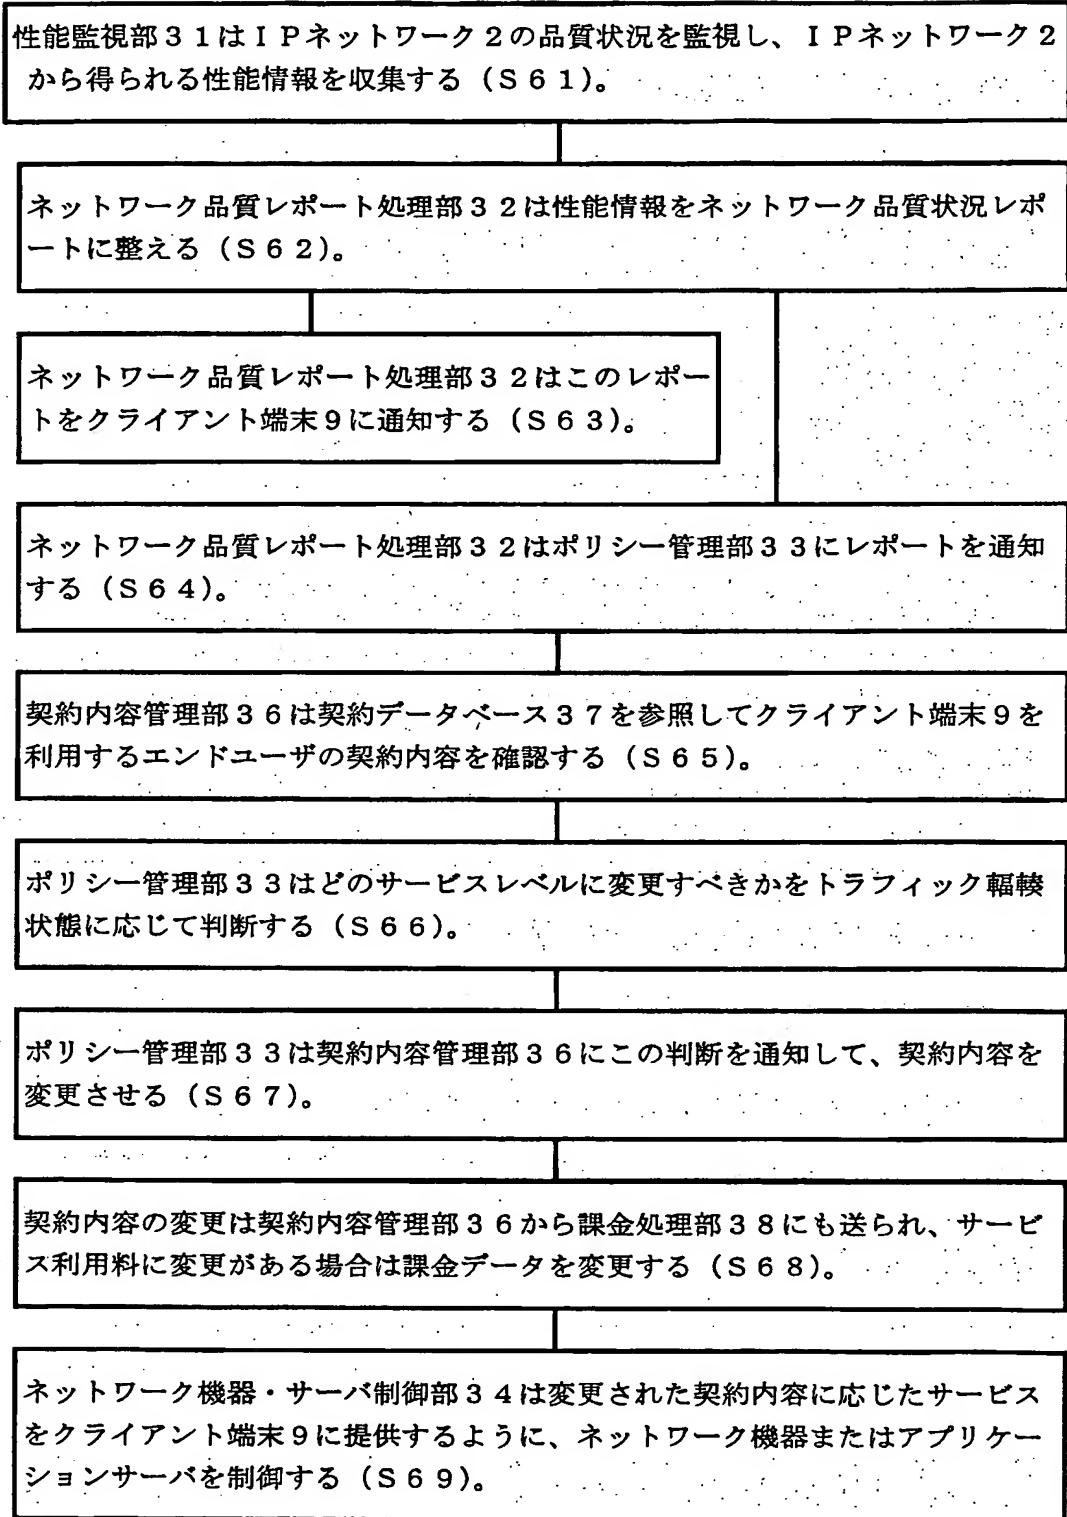 性能監視部３１はＩＰネットワーク２の品質状況を監視し、ＩＰネットワーク２
から得られる性能情報を収集する（Ｓ６１）。
ネットワーク品質レポート処理部３２は性能情報をネットワーク品質状況レポ
ートに整える（Ｓ６２）。
ネットワーク品質レポート処理部３２はこのレポー
トをクライアント端末９に通知する（Ｓ６３）。
ネットワーク品質レポート処理部３２はポリシー管理部３３にレポートを通知
する（Ｓ６４）。
契約内容管理部３６は契約データベース３７を参照してクライアント端末９を
利用するエンドユーザの契約内容を確認する（Ｓ６５）。
ポリシー管理部３３はどのサービスレベルに変更すべきかをトラフィック輻輳
状態に応じて判断する（Ｓ６６）。
ポリシー管理部３３は契約内容管理部３６にこの判断を通知して、契約内容を
変更させる（Ｓ６７）。
契約内容の変更は契約内容管理部３６から課金処理部３８にも送られ、サービ
ス利用料に変更がある場合は課金データを変更する（Ｓ６８）。
ネットワーク機器・サーバ制御部３４は変更された契約内容に応じたサービス
をクライアント端末９に提供するように、ネットワーク機器またはアプリケー
ションサーバを制御する（Ｓ６９）。